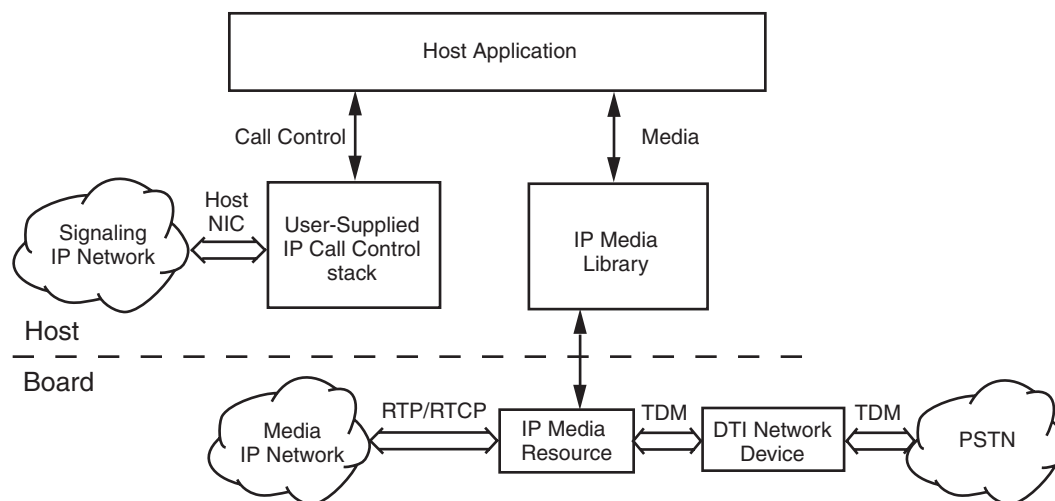 Host Application
Call Control
Media
Host
NIC
Signaling
IP Network
User-Supplied
IP Call Control
stack
IP Media
Library
Host
Board
Media
IP Network
RTP/RTCP
IP Media
Resource
TDM
DTI Network
Device
TDM
PSTN